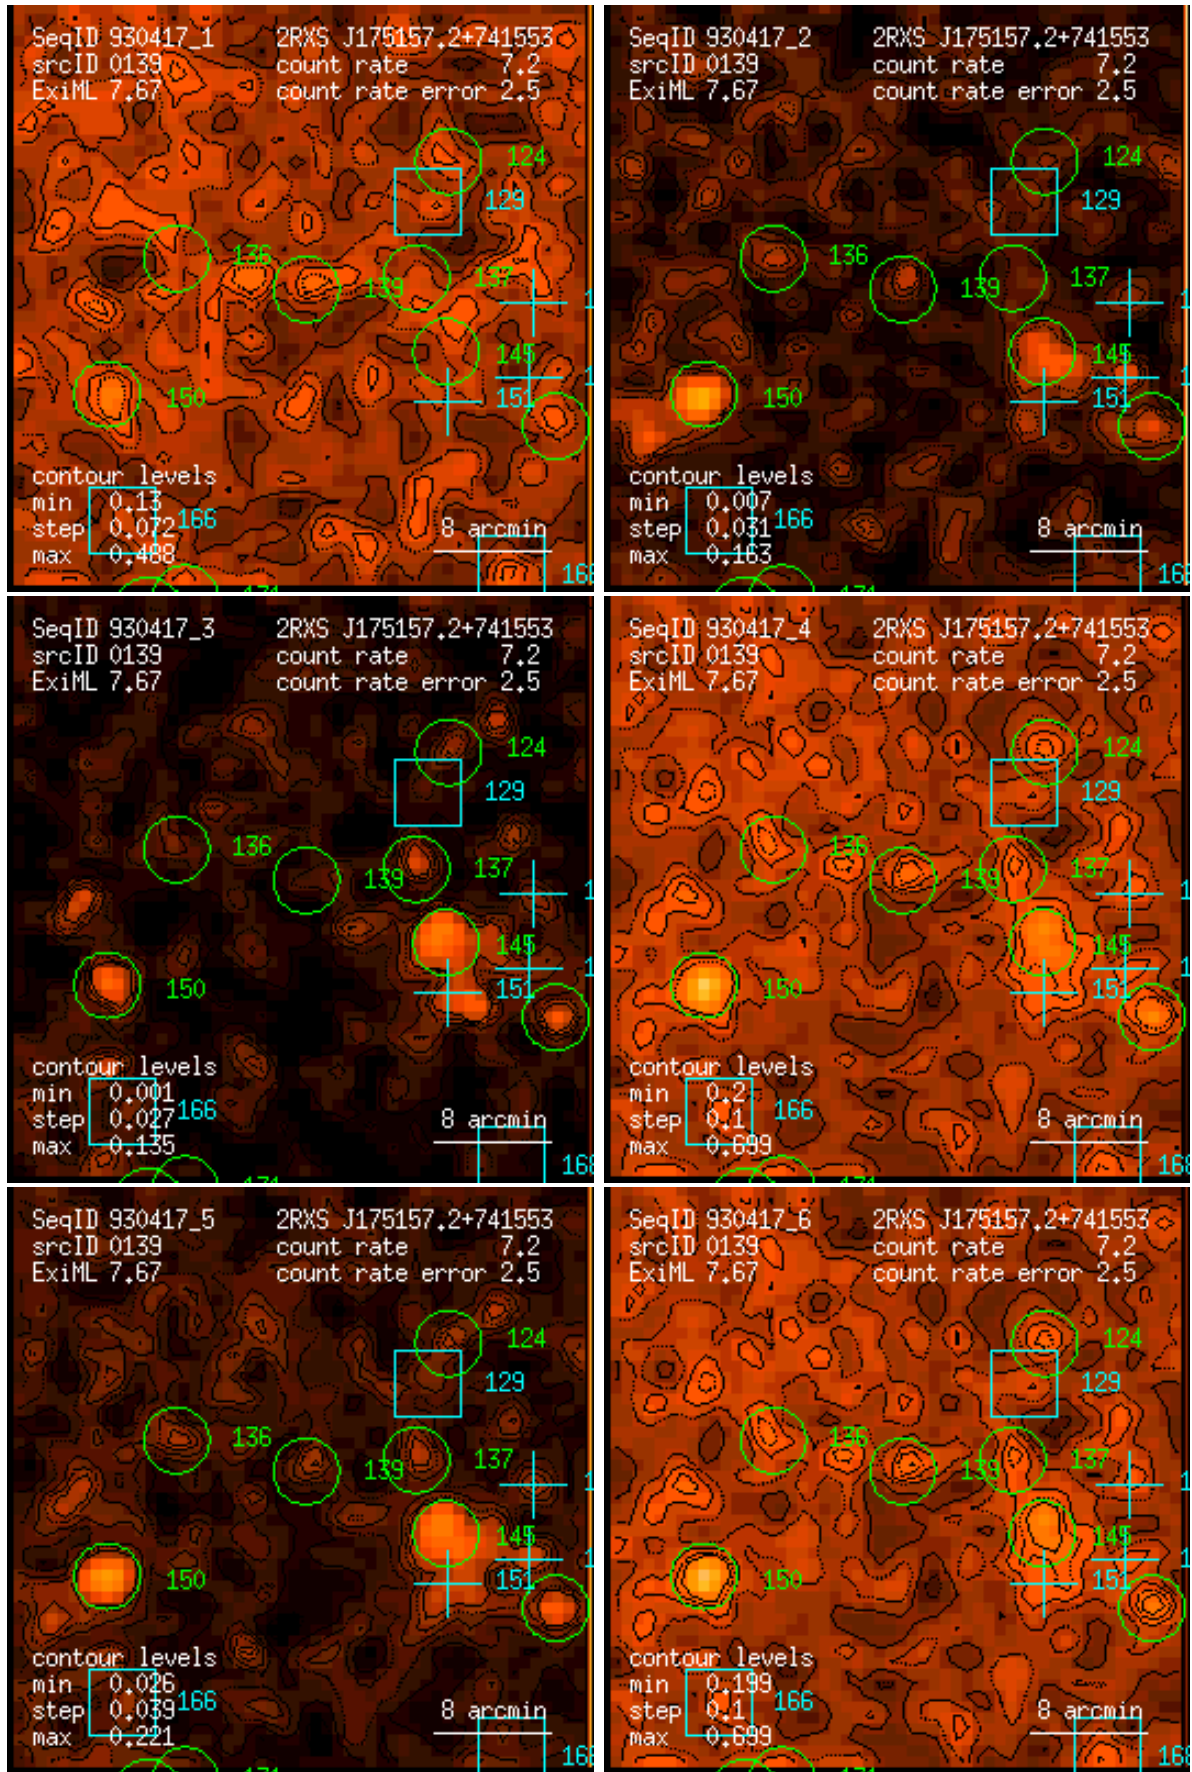 SeqID 930417_1 2RXS J175157.2+741553
srcID 0139 count rate 7.2
ExiML 7.67 count rate error 2.5
124
129
136
139
137
145
151
150
contour levels
min 0.13
step 0.072
max 0.488
166
8 arcmin
168
171
SeqID 930417_2 2RXS J175157.2+741553
srcID 0139 count rate 7.2
ExiML 7.67 count rate error 2.5
124
129
136
139
137
145
151
150
contour levels
min 0.007
step 0.031
max 0.163
166
8 arcmin
168
171
SeqID 930417_3 2RXS J175157.2+741553
srcID 0139 count rate 7.2
ExiML 7.67 count rate error 2.5
124
129
136
139
137
145
151
150
contour levels
min 0.001
step 0.027
max 0.135
166
8 arcmin
168
171
SeqID 930417_4 2RXS J175157.2+741553
srcID 0139 count rate 7.2
ExiML 7.67 count rate error 2.5
124
129
136
139
137
145
151
150
contour levels
min 0.2
step 0.1
max 0.699
166
8 arcmin
168
171
SeqID 930417_5 2RXS J175157.2+741553
srcID 0139 count rate 7.2
ExiML 7.67 count rate error 2.5
124
129
136
139
137
145
151
150
contour levels
min 0.026
step 0.039
max 0.221
166
8 arcmin
168
SeqID 930417_6 2RXS J175157.2+741553
srcID 0139 count rate 7.2
ExiML 7.67 count rate error 2.5
124
129
136
139
137
145
151
150
contour levels
min 0.199
step 0.1
max 0.699
166
8 arcmin
168